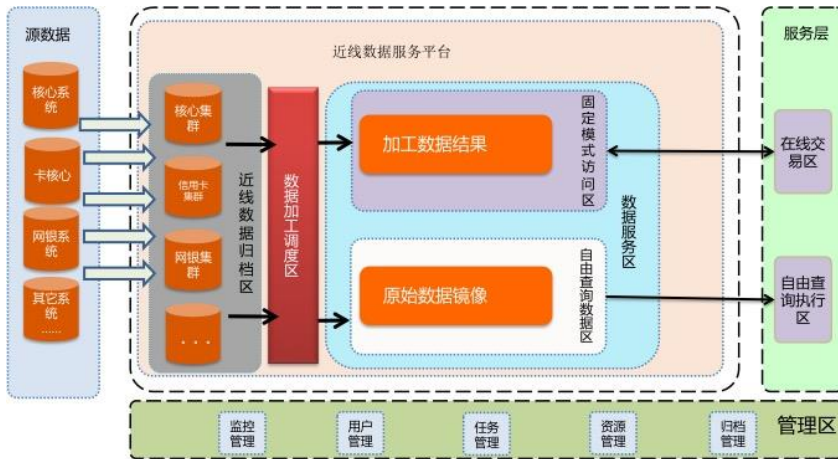 源数据
核心系
统
卡核心
网银系
统
其它系
统
......
近线数据服务平台
核心集
群
信用卡
集群
网银集
群
...
近线数据归档区
数据加工调度区
加工数据结果
固定模式访问区
原始数据镜像
自由查询数据区
数据服务区
服务层
在线交
易区
自由查
询执行
区
监控
管理
用户
管理
任务
管理
资源
管理
归档
管理
管理区